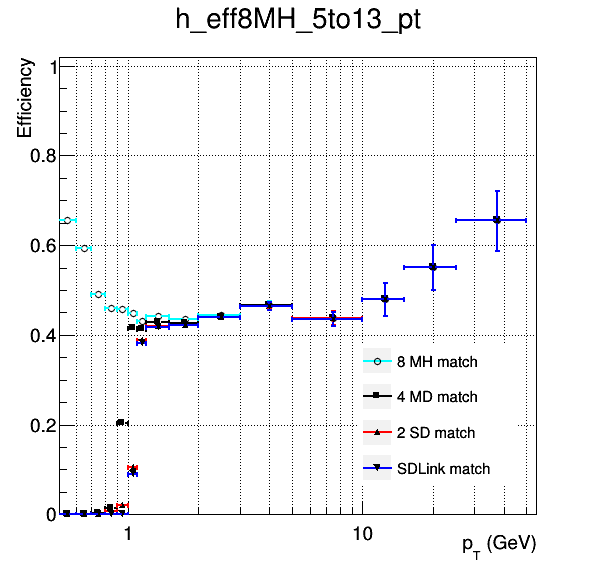 h_eff8MH_5to13_pt
Efficiency
1
0.8
0.6
0.4
0.2
0
8 MH match
4 MD match
2 SD match
SDLink match
1
10
p_T (GeV)